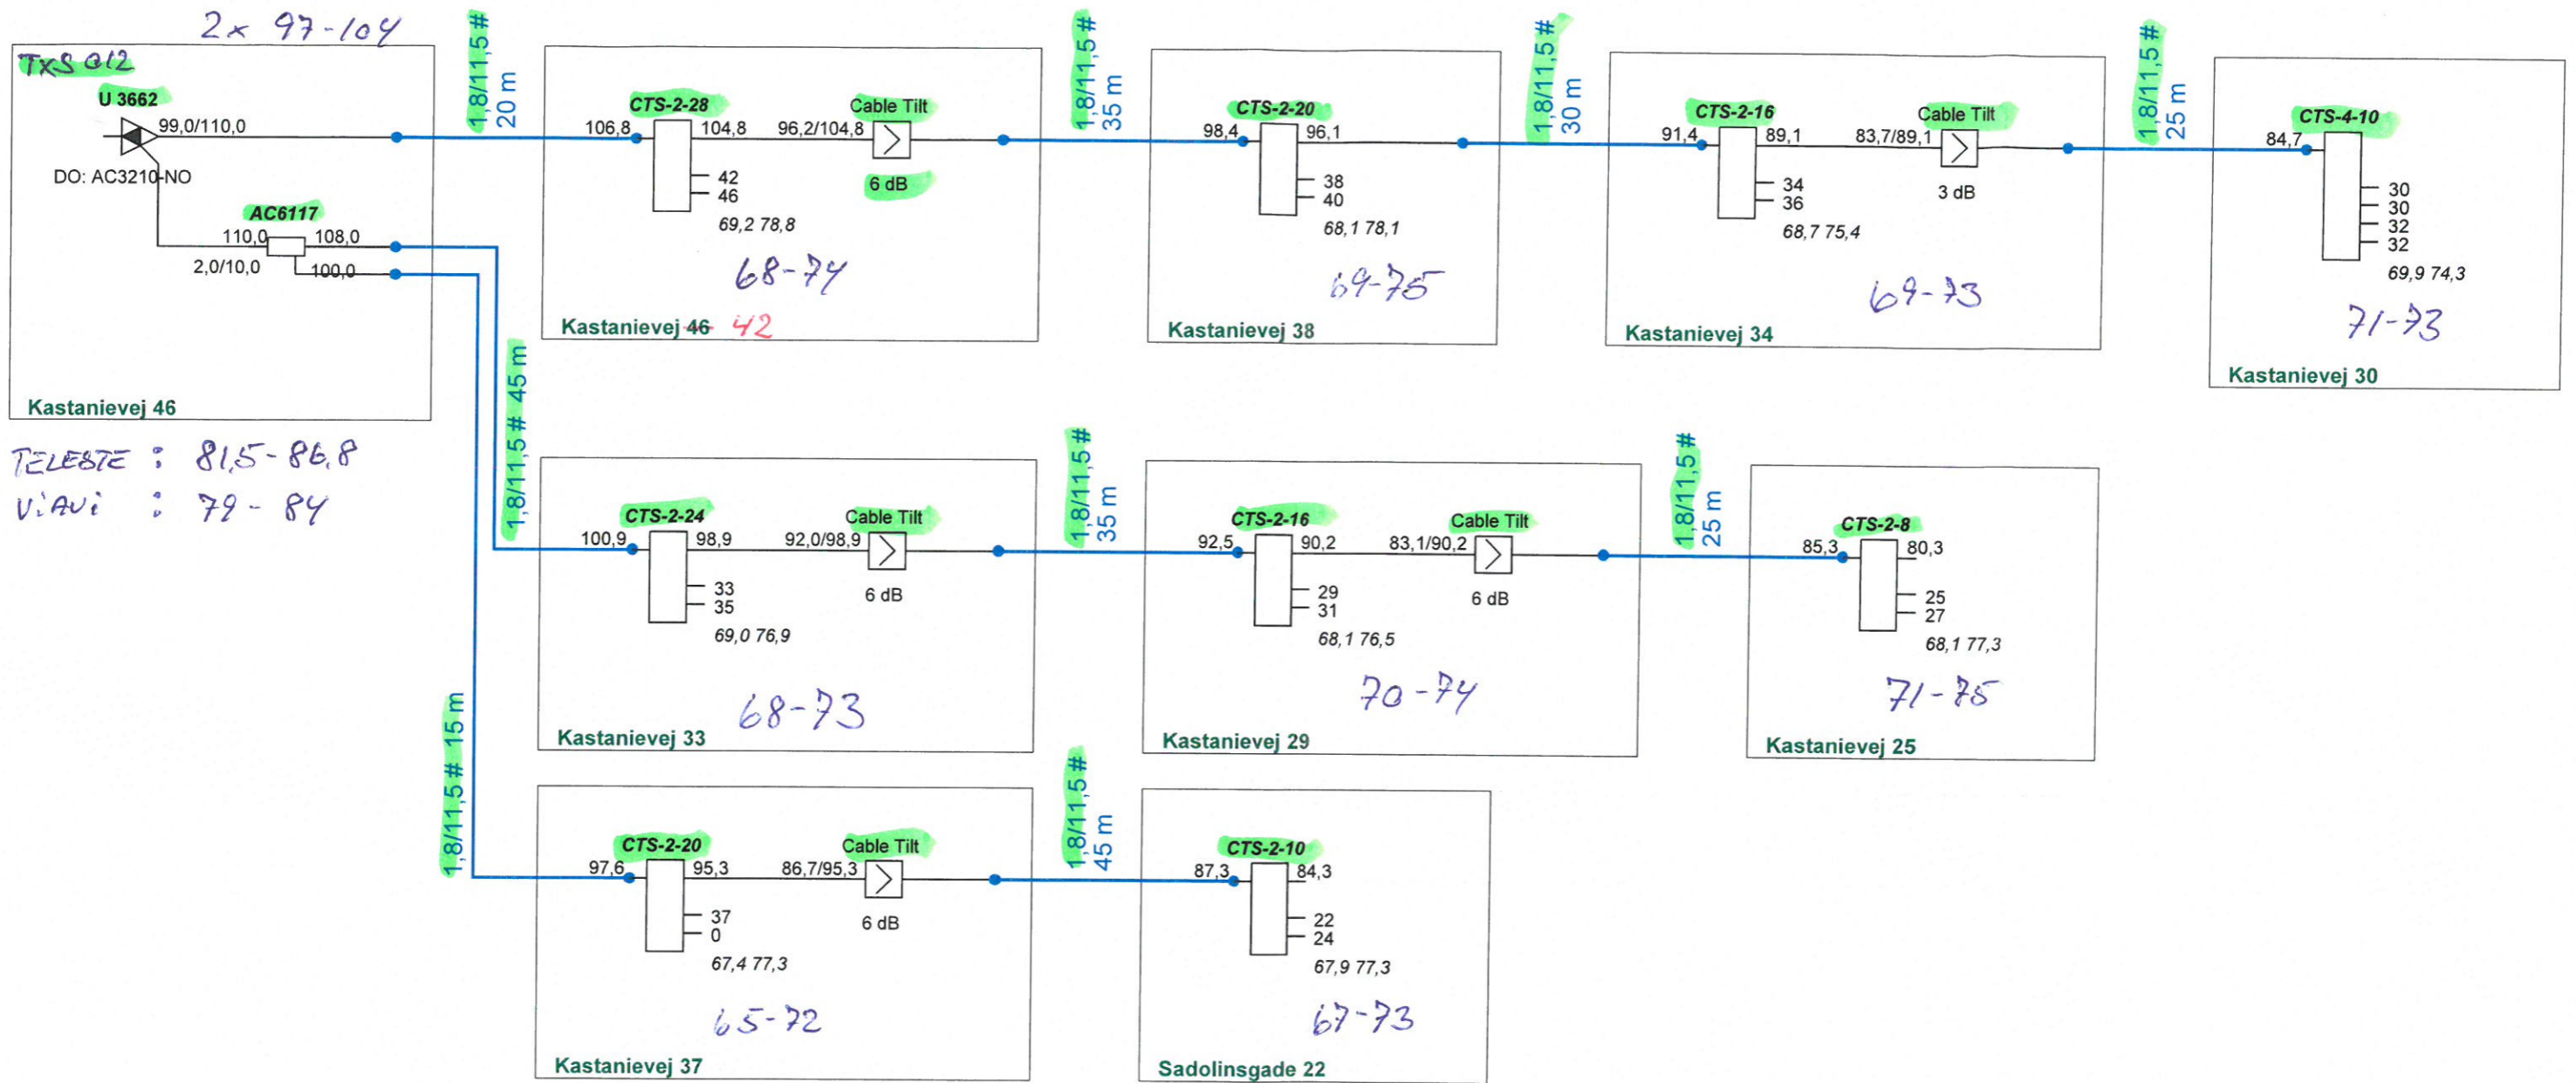 2x 97-104
TXS 012
U 3662
99,0/110,0
DO: AC3210-NO
AC6117
110,0 108,0
2,0/10,0 100,0
Kastanievej 46
TELESTE : 81,5-86,8
ViAVi : 79-84
1,8/11,5 #
20 m
CTS-2-28
106,8 104,8
42
46
69,2 78,8
96,2/104,8
Cable Tilt
6 dB
68-74
Kastanievej 46 42
1,8/11,5 #
35 m
CTS-2-20
98,4 96,1
38
40
68,1 78,1
69-75
Kastanievej 38
1,8/11,5 #
30 m
CTS-2-16
91,4 89,1
34
36
68,7 75,4
83,7/89,1
Cable Tilt
3 dB
69-73
Kastanievej 34
1,8/11,5 #
25 m
CTS-4-10
84,7
30
30
32
32
69,9 74,3
71-73
Kastanievej 30
1,8/11,5 # 45 m
CTS-2-24
100,9 98,9
33
35
69,0 76,9
92,0/98,9
Cable Tilt
6 dB
68-73
Kastanievej 33
1,8/11,5 #
35 m
CTS-2-16
92,5 90,2
29
31
68,1 76,5
83,1/90,2
Cable Tilt
6 dB
70-74
Kastanievej 29
1,8/11,5 #
25 m
CTS-2-8
85,3 80,3
25
27
68,1 77,3
71-75
Kastanievej 25
1,8/11,5 # 15 m
CTS-2-20
97,6 95,3
37
0
67,4 77,3
86,7/95,3
Cable Tilt
6 dB
65-72
Kastanievej 37
1,8/11,5 #
45 m
CTS-2-10
87,3 84,3
22
24
67,9 77,3
67-73
Sadolinsgade 22